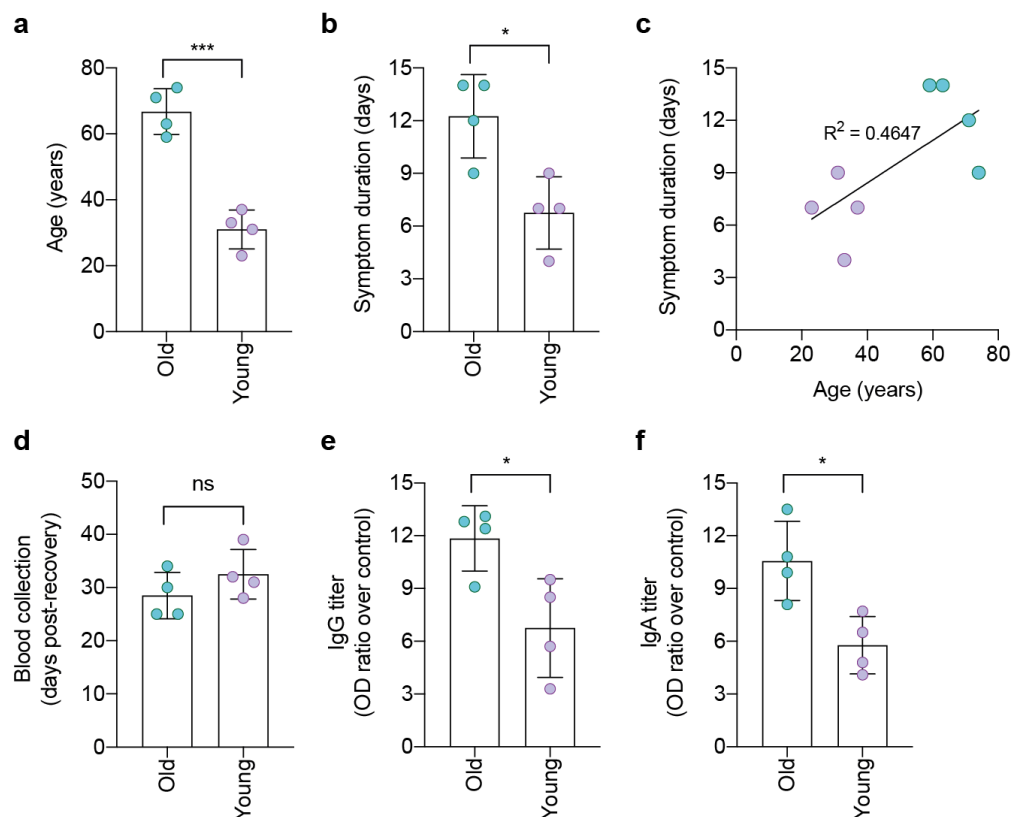 a
***
Age (years)
80
60
40
20
0
Old
Young
b
*
Symptom duration (days)
15
12
9
6
3
0
Old
Young
c
Symptom duration (days)
15
12
9
6
3
0
R² = 0.4647
0
20
40
60
80
Age (years)
d
ns
Blood collection
(days post-recovery)
50
40
30
20
10
0
Old
Young
e
*
IgG titer
(OD ratio over control)
15
12
9
6
3
0
Old
Young
f
*
IgA titer
(OD ratio over control)
15
12
9
6
3
0
Old
Young